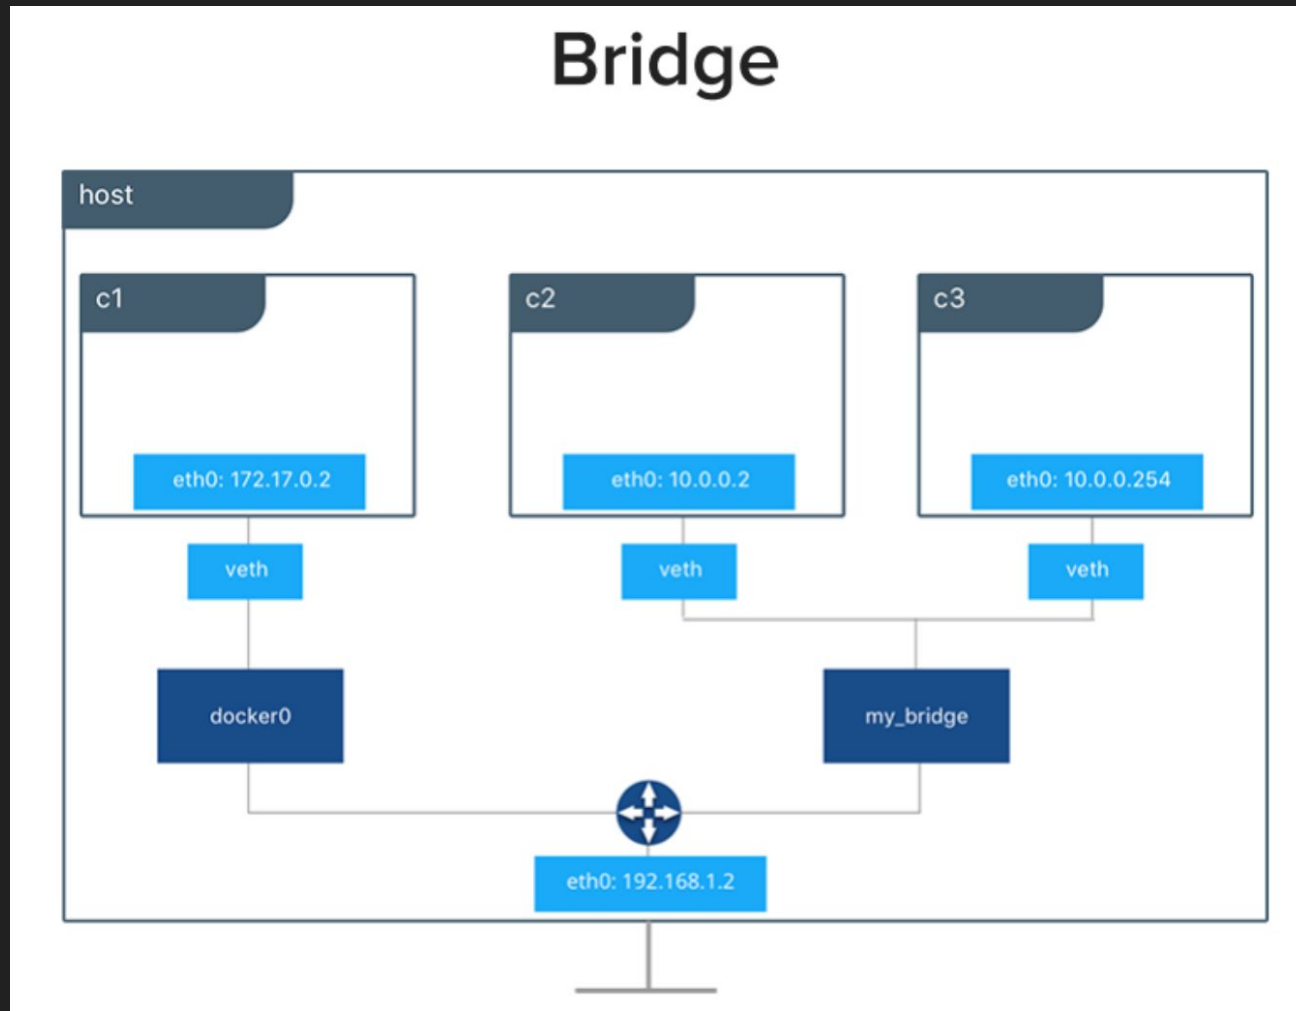 Bridge
host
c1
c2
c3
eth0: 172.17.0.2
eth0: 10.0.0.2
eth0: 10.0.0.254
veth
veth
veth
docker0
my_bridge
eth0: 192.168.1.2